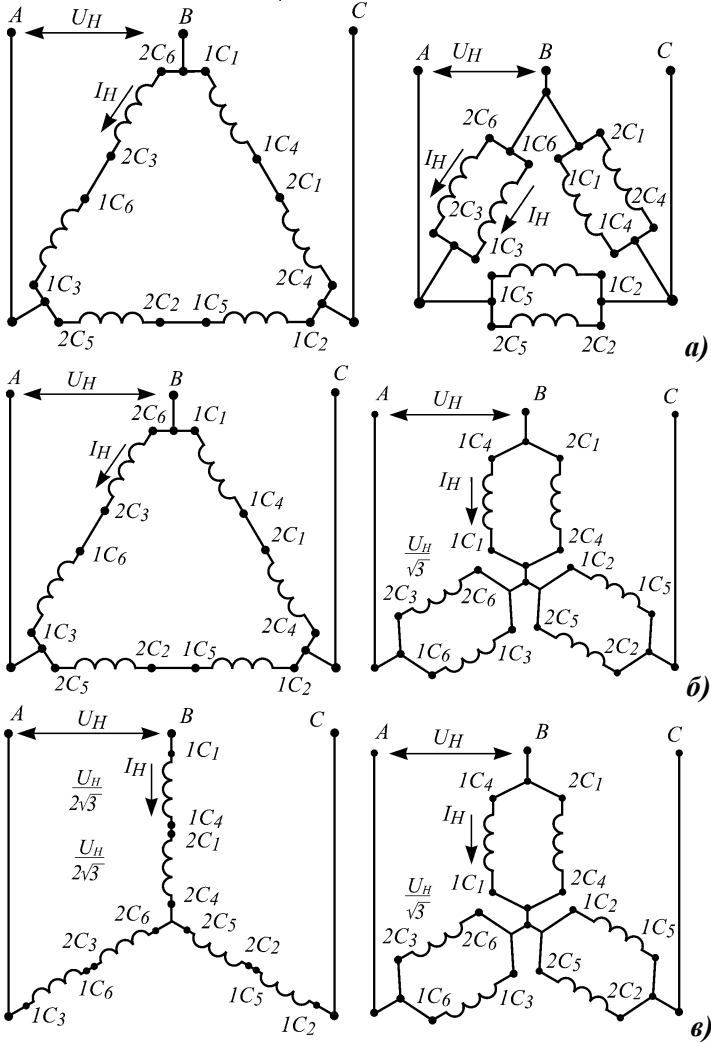 A U_H B C
2C6 1C1
I_H
2C3 1C4
1C6 2C1
1C3 2C4
2C2 1C5
2C5 1C2
A U_H B C
2C6 2C1
1C6
I_H 1C1
2C3 2C4
I_H 1C4
1C3
1C5 1C2
2C5 2C2
а)
A U_H B C
2C6 1C1
I_H
2C3 1C4
1C6 2C1
1C3 2C4
2C2 1C5
2C5 1C2
A U_H B C
1C4 2C1
I_H
1C1 2C4
U_H/√3
1C2
2C3 2C6 1C5
2C5
1C6 1C3 2C2
б)
A U_H B C
1C1
I_H
U_H/2√3
1C4
2C1
U_H/2√3
2C4
2C6 2C5
2C3 2C2
1C6 1C5
1C3 1C2
A U_H B C
1C4 2C1
I_H
1C1 2C4
U_H/√3
1C2
2C3 2C6 1C5
2C5
1C6 1C3 2C2
в)